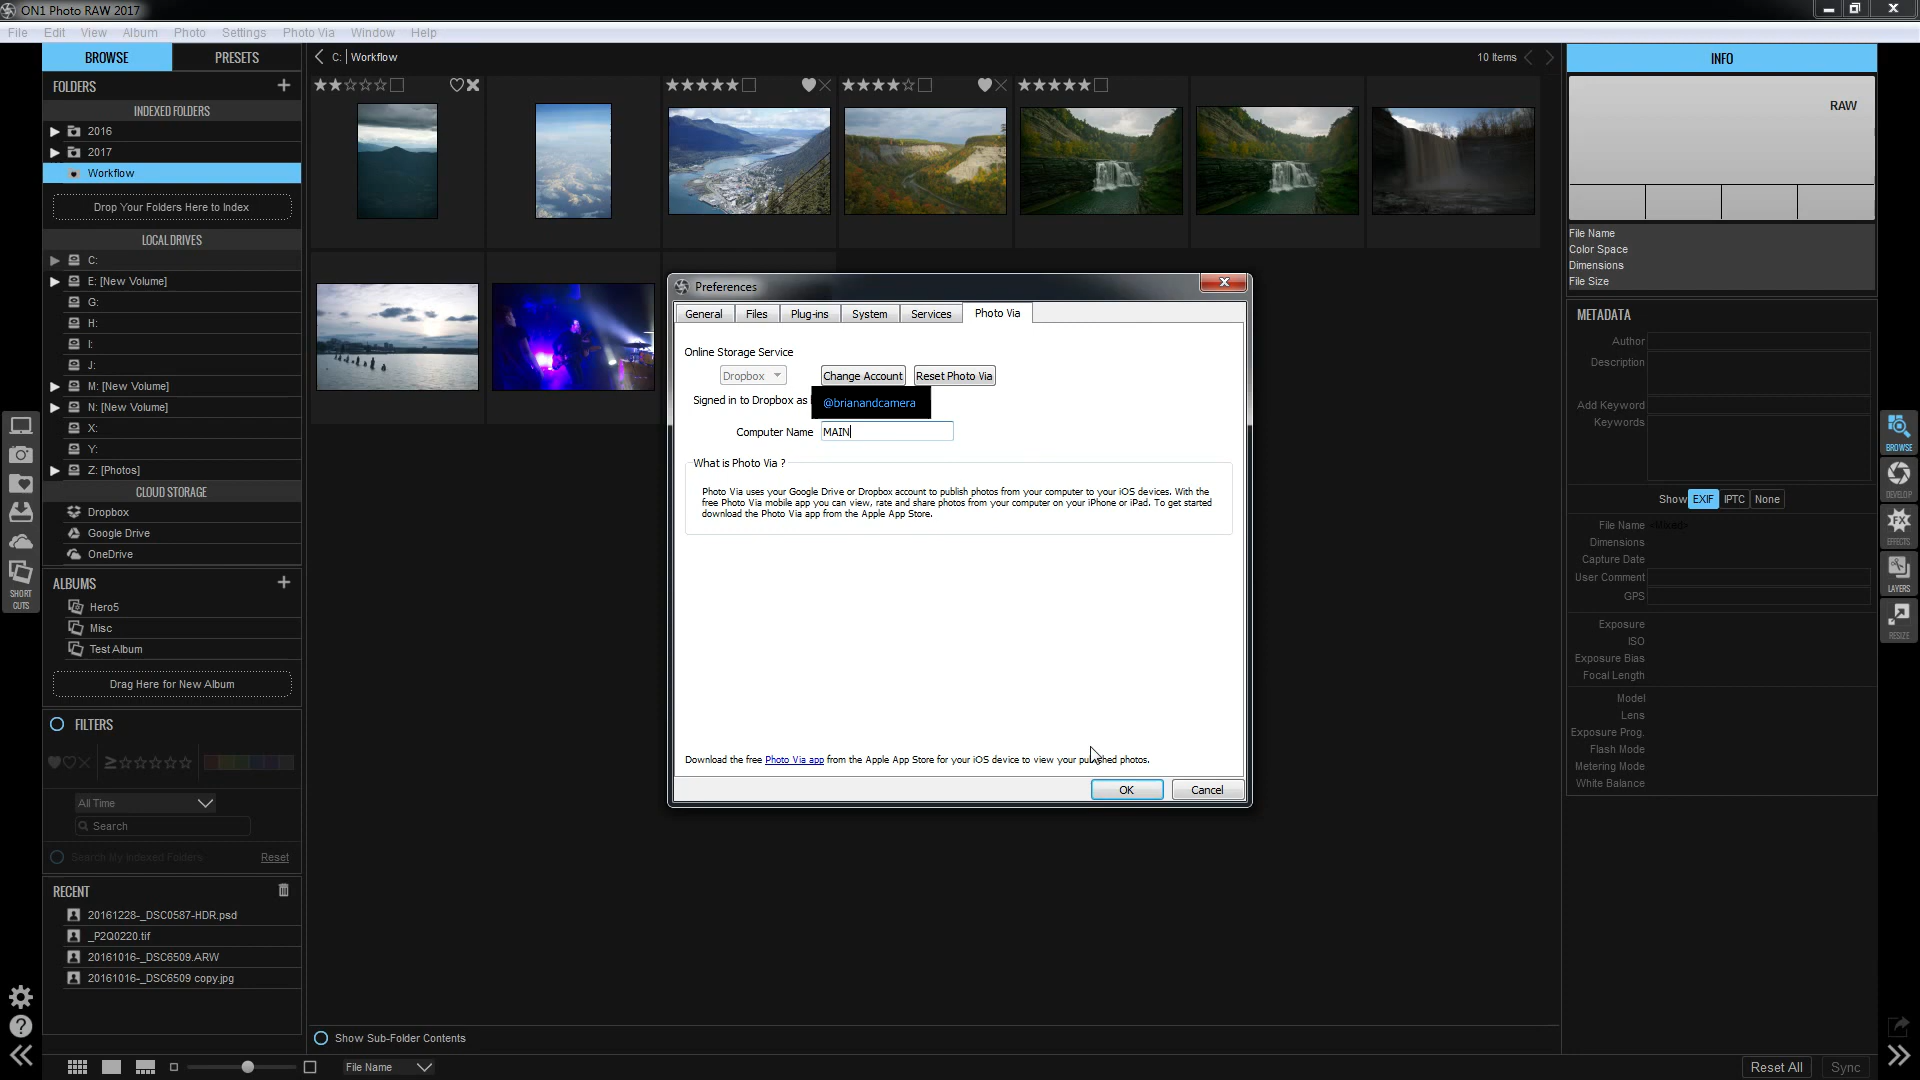 ON1 Photo RAW 2017
File Edit View Album Photo Settings Photo Via Window Help
BROWSE PRESETS
C: Workflow
10 Items
INFO
FOLDERS
INDEXED FOLDERS
2016
2017
Workflow
Drop Your Folders Here to Index
LOCAL DRIVES
C:
E: [New Volume]
G:
H:
I:
J:
M: [New Volume]
N: [New Volume]
X:
Y:
Z: [Photos]
CLOUD STORAGE
Dropbox
Google Drive
OneDrive
ALBUMS
Hero5
Misc
Test Album
Drag Here for New Album
FILTERS
All Time
Search
Search My Indexed Folders
Reset
RECENT
20161228-_DSC0587-HDR.psd
_P2Q0220.tif
20161016-_DSC6509.ARW
20161016-_DSC6509 copy.jpg
SHORT
CUTS
Preferences
General Files Plug-ins System Services Photo Via
Online Storage Service
Dropbox Change Account Reset Photo Via
Signed in to Dropbox as @brianandcamera
Computer Name MAIN
What is Photo Via ?
Photo Via uses your Google Drive or Dropbox account to publish photos from your computer to your iOS devices. With the
free Photo Via mobile app you can view, rate and share photos from your computer on your iPhone or iPad. To get started
download the Photo Via app from the Apple App Store.
Download the free Photo Via app from the Apple App Store for your iOS device to view your published photos.
OK Cancel
Show Sub-Folder Contents
File Name
RAW
File Name
Color Space
Dimensions
File Size
METADATA
Author
Description
Add Keyword
Keywords
Show EXIF IPTC None
File Name <Mixed>
Dimensions
Capture Date
User Comment
GPS
Exposure
ISO
Exposure Bias
Focal Length
Model
Lens
Exposure Prog.
Flash Mode
Metering Mode
White Balance
BROWSE
DEVELOP
FX
EFFECTS
LAYERS
RESIZE
Reset All Sync